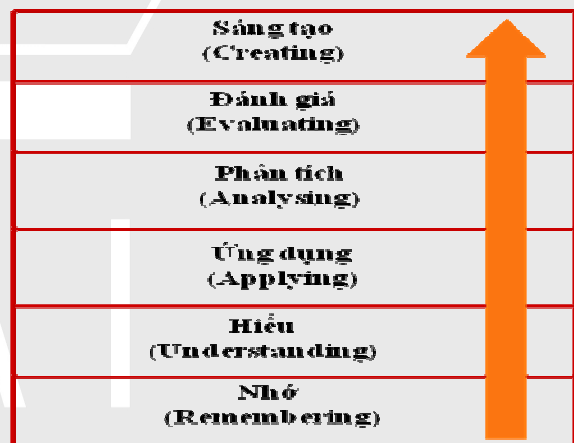 Sáng tạo
(Creating)
Đánh giá
(Evaluating)
Phân tích
(Analysing)
Ứng dụng
(Applying)
Hiểu
(Understanding)
Nhớ
(Remembering)